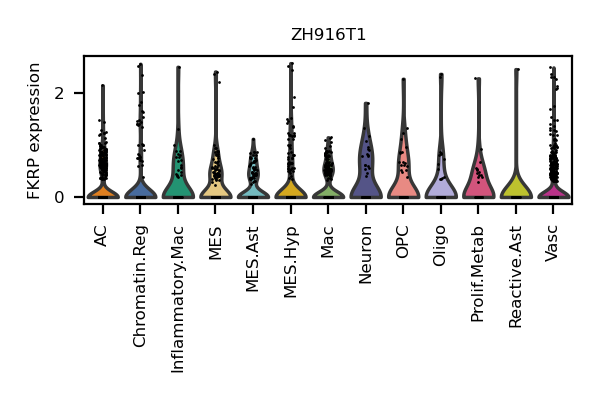 ZH916T1
FKRP expression
2
0
AC
Chromatin.Reg
Inflammatory.Mac
MES
MES.Ast
MES.Hyp
Mac
Neuron
OPC
Oligo
Prolif.Metab
Reactive.Ast
Vasc